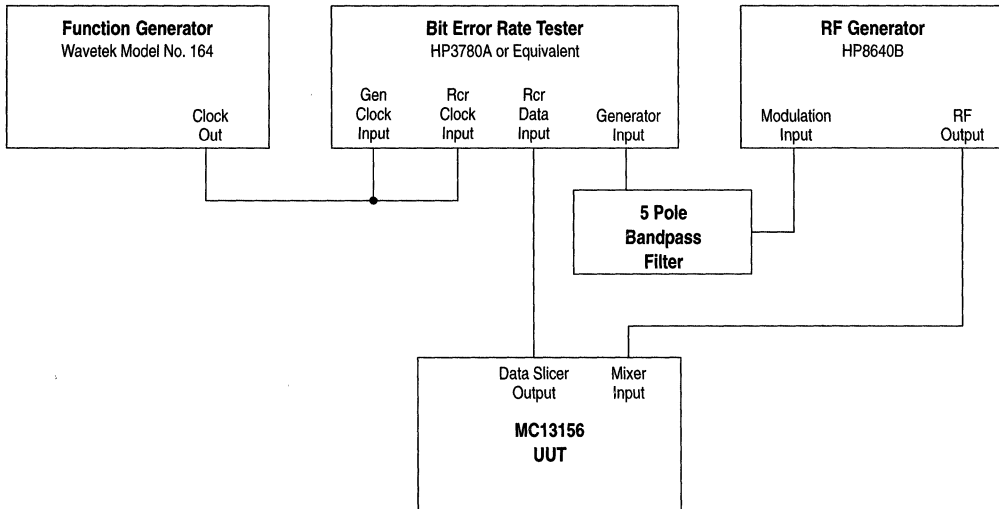 Function Generator
Wavetek Model No. 164
Clock
Out
Bit Error Rate Tester
HP3780A or Equivalent
Gen
Clock
Input
Rcr
Clock
Input
Rcr
Data
Input
Generator
Input
RF Generator
HP8640B
Modulation
Input
RF
Output
5 Pole
Bandpass
Filter
Data Slicer
Output
Mixer
Input
MC13156
UUT